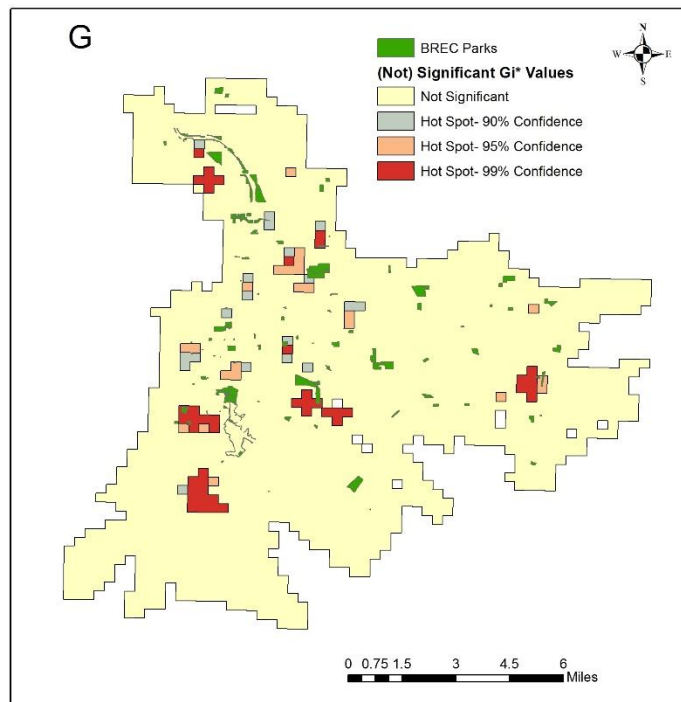 G
BREC Parks
(Not) Significant Gi* Values
Not Significant
Hot Spot- 90% Confidence
Hot Spot- 95% Confidence
Hot Spot- 99% Confidence
N
W E
S
0 0.75 1.5 3 4.5 6
Miles